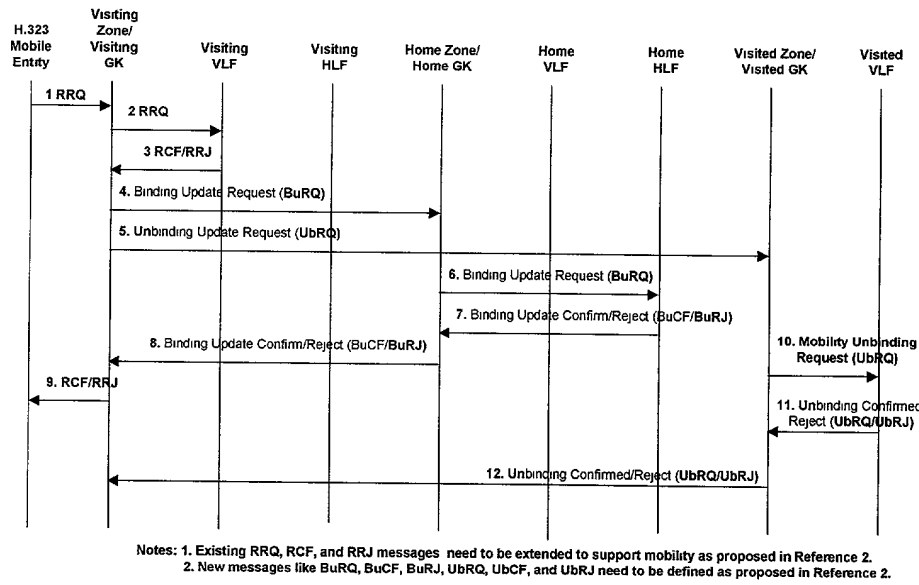 H.323 Mobile Entity
Visiting Zone/ Visiting GK
Visiting VLF
Visiting HLF
Home Zone/ Home GK
Home VLF
Home HLF
Visited Zone/ Visited GK
Visited VLF
1 RRQ
2 RRQ
3 RCF/RRJ
4. Binding Update Request (BuRQ)
5. Unbinding Update Request (UbRQ)
6. Binding Update Request (BuRQ)
7. Binding Update Confirm/Reject (BuCF/BuRJ)
8. Binding Update Confirm/Reject (BuCF/BuRJ)
9. RCF/RRJ
10. Mobility Unbinding
Request (UbRQ)
11. Unbinding Confirmed
Reject (UbRQ/UbRJ)
12. Unbinding Confirmed/Reject (UbRQ/UbRJ)
Notes: 1. Existing RRQ, RCF, and RRJ messages need to be extended to support mobility as proposed in Reference 2.
2. New messages like BuRQ, BuCF, BuRJ, UbRQ, UbCF, and UbRJ need to be defined as proposed in Reference 2.